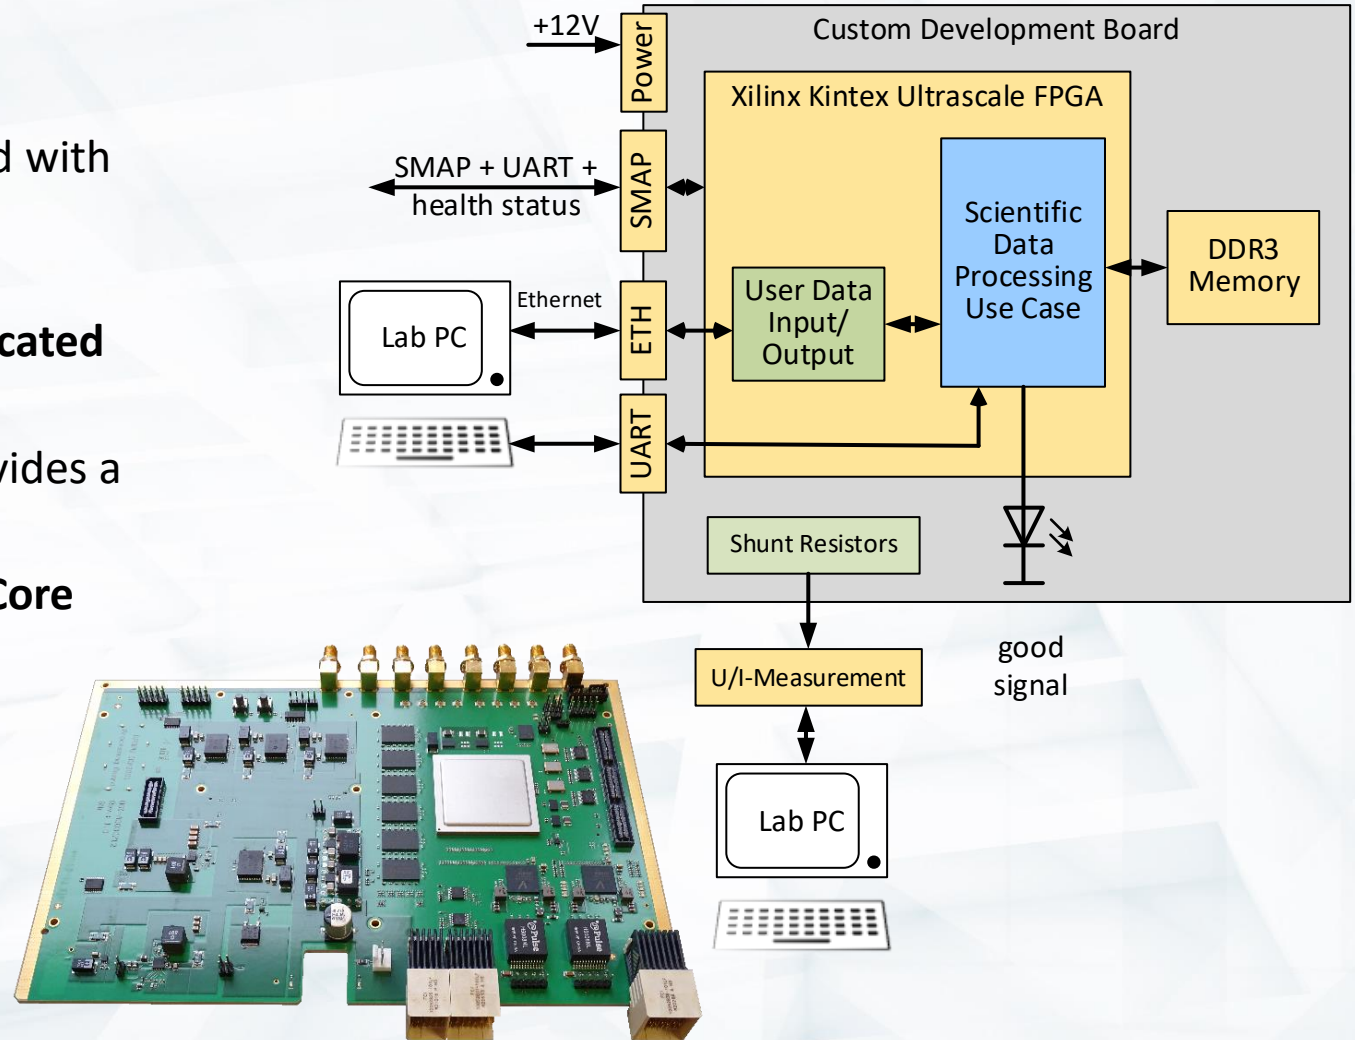 d with
cated
vides a
Core
+12V
Power
Custom Development Board
Xilinx Kintex Ultrascale FPGA
SMAP + UART +
health status
SMAP
Scientific
Data
Processing
Use Case
DDR3
Memory
Lab PC
Ethernet
ETH
User Data
Input/
Output
UART
Shunt Resistors
U/I-Measurement
good
signal
Lab PC
Pulse
Pulse